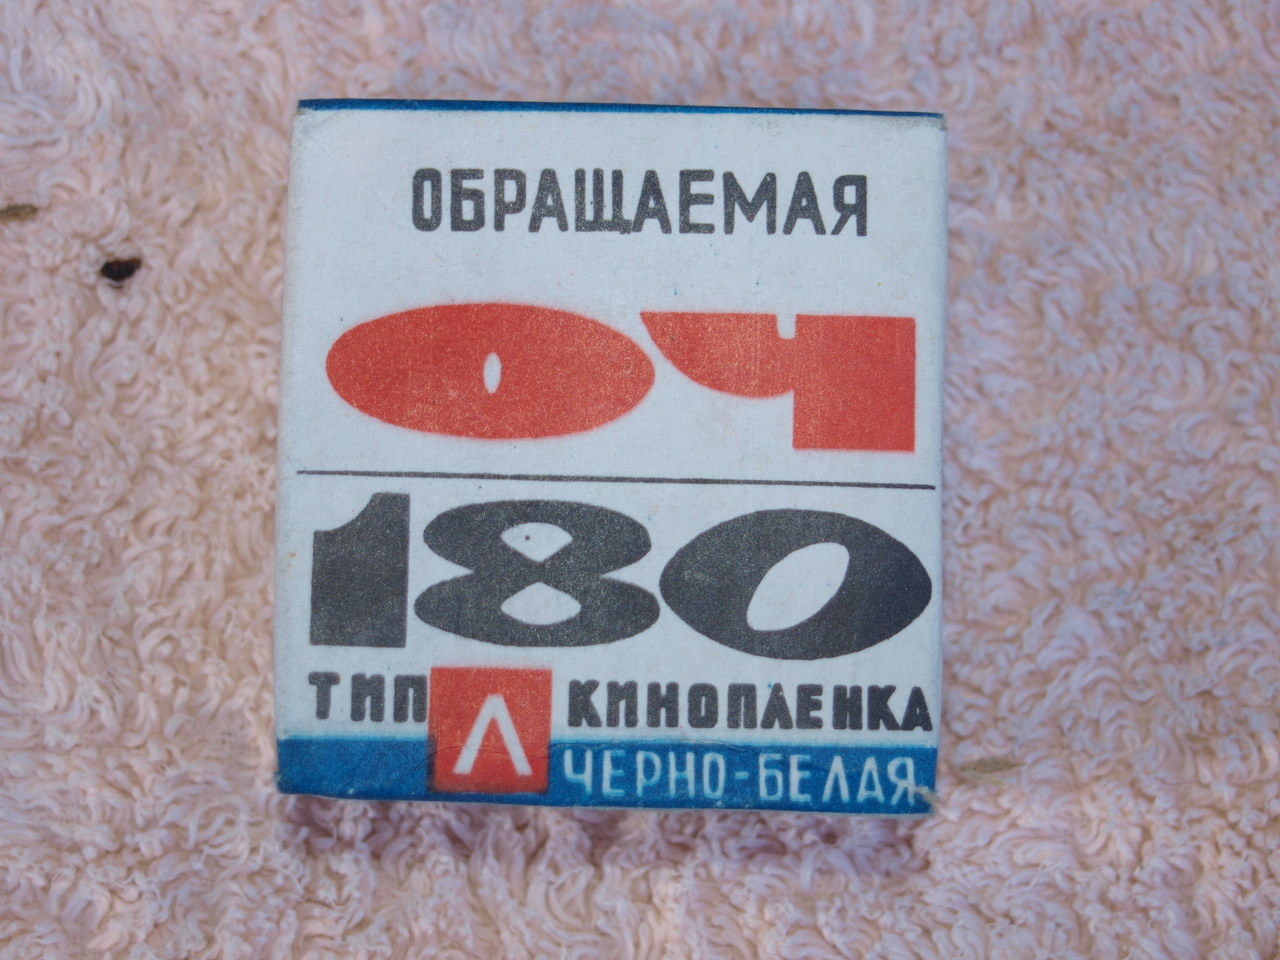 ОБРАЩАЕМАЯ
ОЧ
180
ТИП Л КИНОПЛЕНКА
ЧЕРНО-БЕЛАЯ